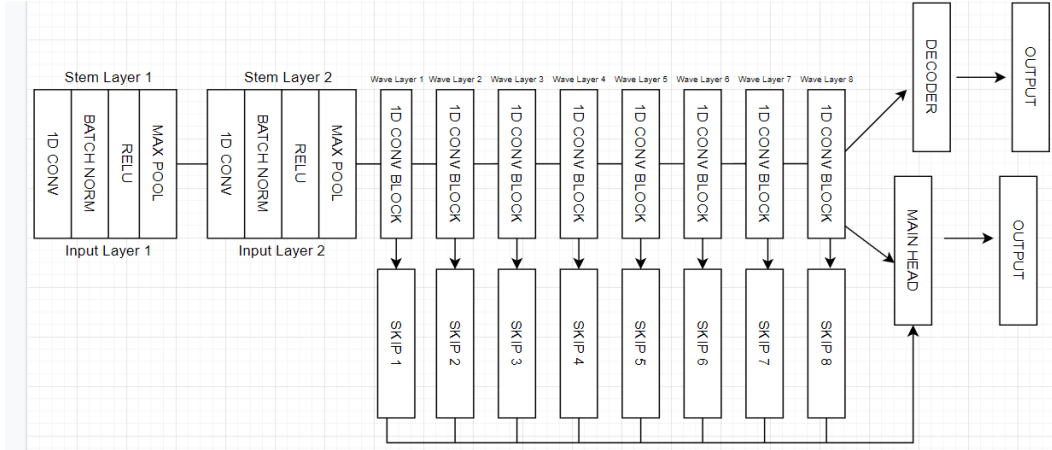 Stem Layer 1
1D CONV
BATCH NORM
RELU
MAX POOL
Input Layer 1
Stem Layer 2
1D CONV
BATCH NORM
RELU
MAX POOL
Input Layer 2
Wave Layer 1
1D CONV BLOCK
Wave Layer 2
1D CONV BLOCK
Wave Layer 3
1D CONV BLOCK
Wave Layer 4
1D CONV BLOCK
Wave Layer 5
1D CONV BLOCK
Wave Layer 6
1D CONV BLOCK
Wave Layer 7
1D CONV BLOCK
Wave Layer 8
1D CONV BLOCK
SKIP 1
SKIP 2
SKIP 3
SKIP 4
SKIP 5
SKIP 6
SKIP 7
SKIP 8
DECODER
OUTPUT
MAIN HEAD
OUTPUT